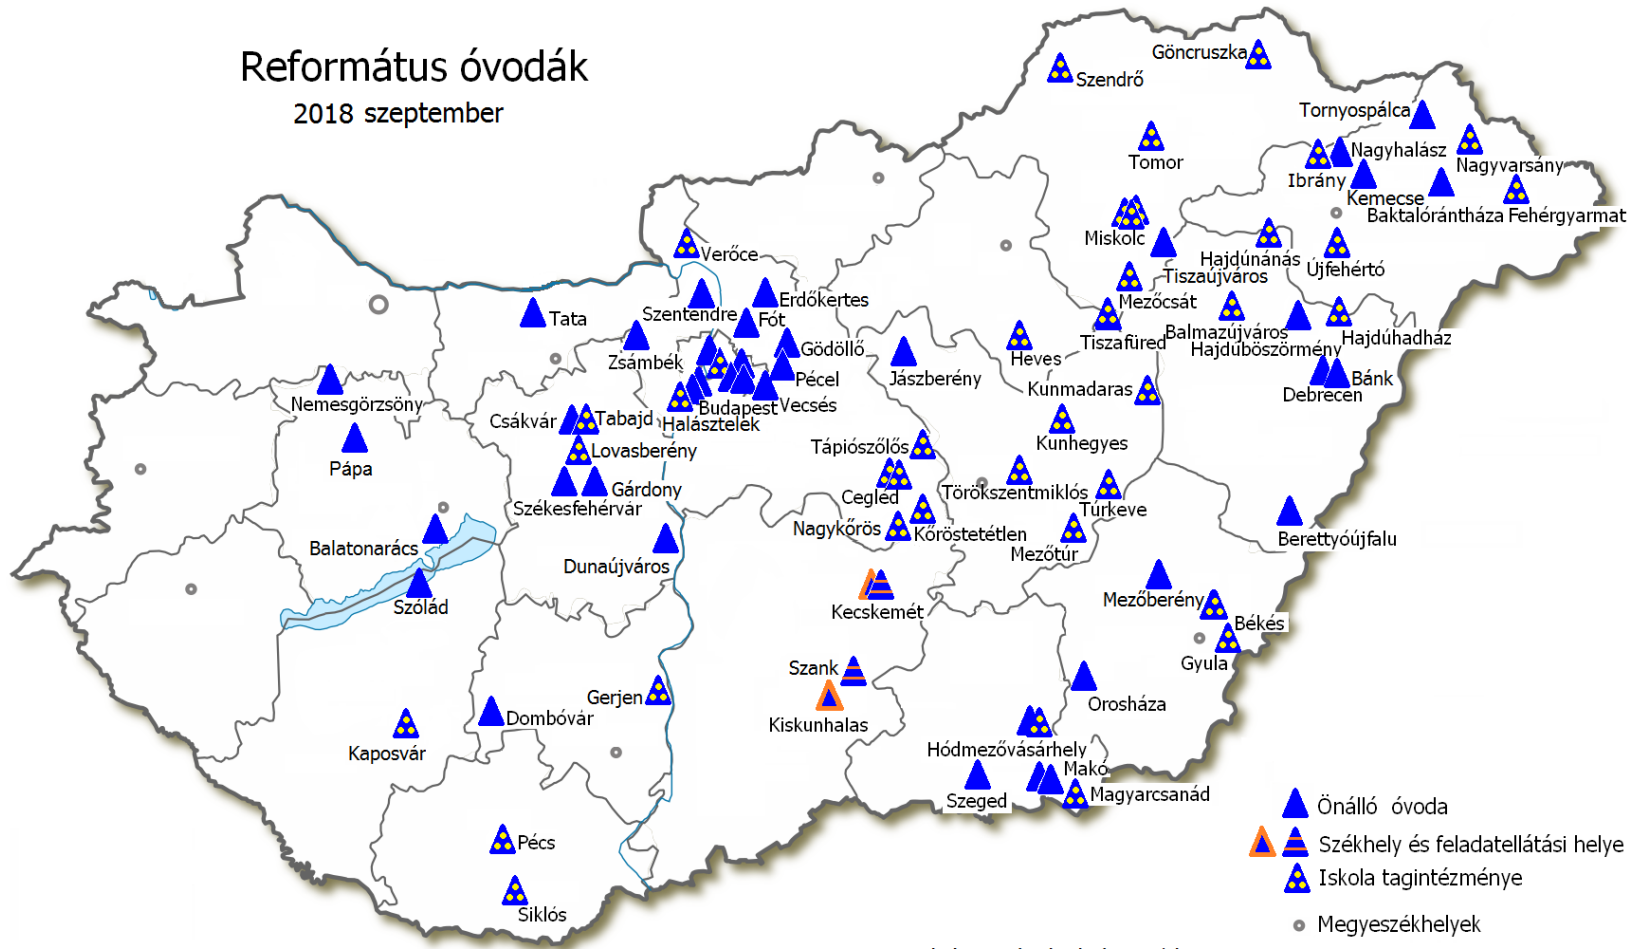 Református óvodák
2018 szeptember
Göncruszka
Szendrő
Tornyospálca
Tomor
Nagyhalász
Nagyvarsány
Ibrány
Kemecse
Baktalórántháza
Fehérgyarmat
Miskolc
Hajdúnánás
Újfehértó
Tiszaújváros
Verőce
Mezőcsát
Erdőkertes
Szentendre
Tata
Fót
Balmazújváros
Hajdúhadház
Tiszafüred
Hajdúböszörmény
Zsámbék
Gödöllő
Heves
Jászberény
Pécel
Bánk
Debrecen
Kunmadaras
Nemesgörzsöny
Budapest
Vecsés
Halásztelek
Csákvár
Tabajd
Kunhegyes
Tápiószőlős
Lovasberény
Pápa
Gárdony
Törökszentmiklós
Cegléd
Székesfehérvár
Túrkeve
Nagykőrös
Kőröstetétlen
Berettyóújfalu
Balatonarács
Mezőtúr
Dunaújváros
Mezőberény
Szólád
Kecskemét
Békés
Gyula
Szank
Gerjen
Orosháza
Dombóvár
Kiskunhalas
Kaposvár
Hódmezővásárhely
Makó
Szeged
Magyarcsanád
Pécs
Siklós
Önálló óvoda
Székhely és feladatellátási helye
Iskola tagintézménye
Megyeszékhelyek